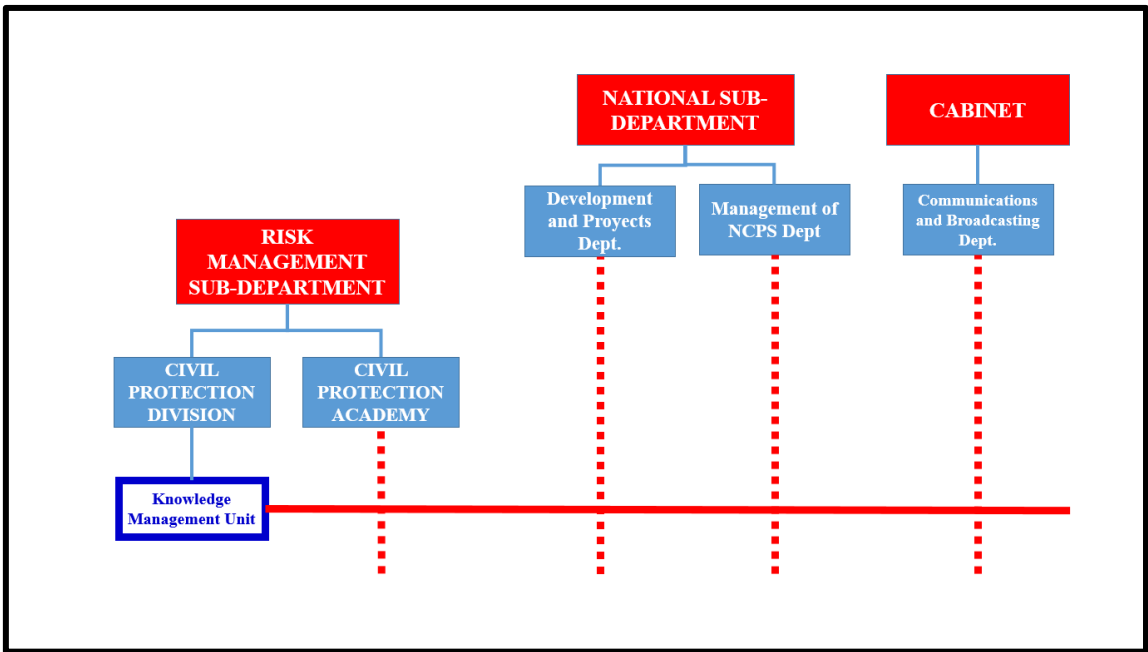 NATIONAL SUB-
DEPARTMENT
CABINET
Development
and Proyects
Dept.
Management of
NCPS Dept
Communications
and Broadcasting
Dept.
RISK
MANAGEMENT
SUB-DEPARTMENT
CIVIL
PROTECTION
DIVISION
CIVIL
PROTECTION
ACADEMY
Knowledge
Management Unit